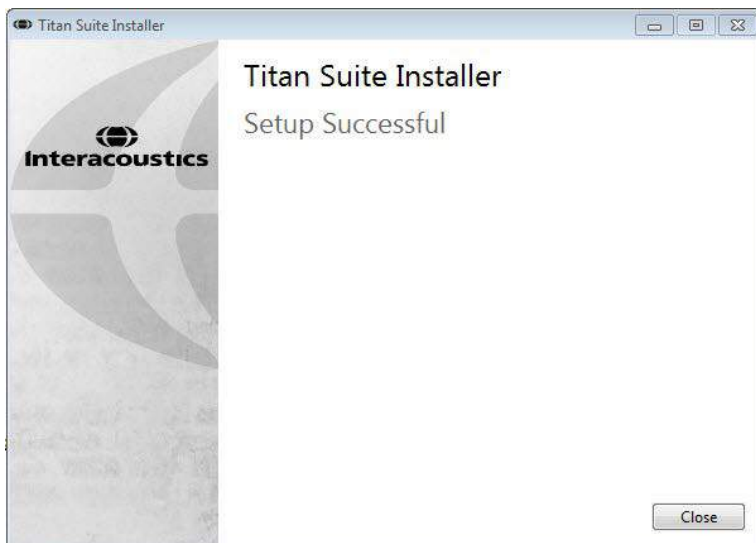 Titan Suite Installer
Titan Suite Installer
Setup Successful
Interacoustics
Close